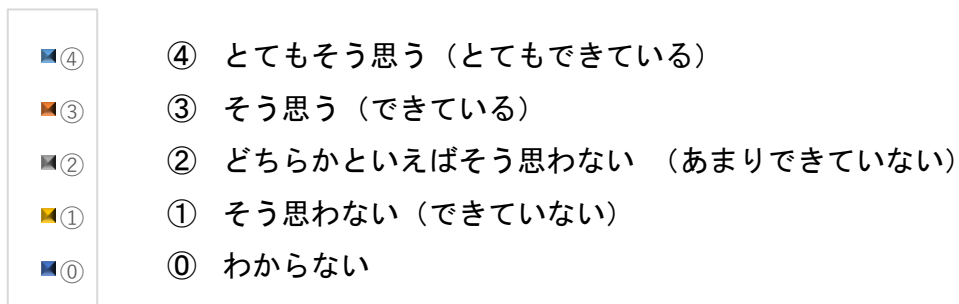 ④ ④ とてもそう思う（とてもできている）
③ ③ そう思う（できている）
② ② どちらかといえばそう思わない （あまりできていない）
① ① そう思わない（できていない）
⓪ ⓪ わからない